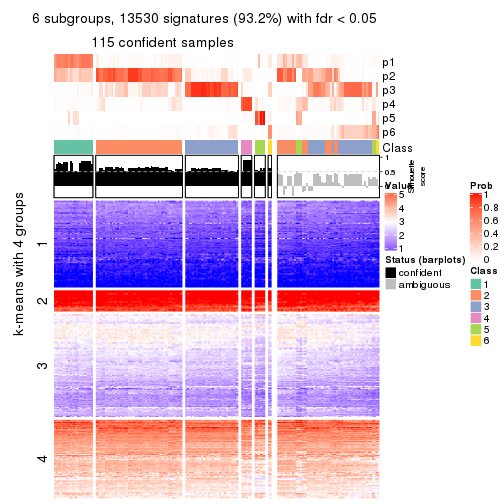 6 subgroups, 13530 signatures (93.2%) with fdr < 0.05
115 confident samples
p1
p2
p3
p4
p5
p6
Class
1
0.5
0
Silhouette
score
k-means with 4 groups
1
2
3
4
Value
5
4
3
2
1
Status (barplots)
confident
ambiguous
Prob
1
0.8
0.6
0.4
0.2
0
Class
1
2
3
4
5
6